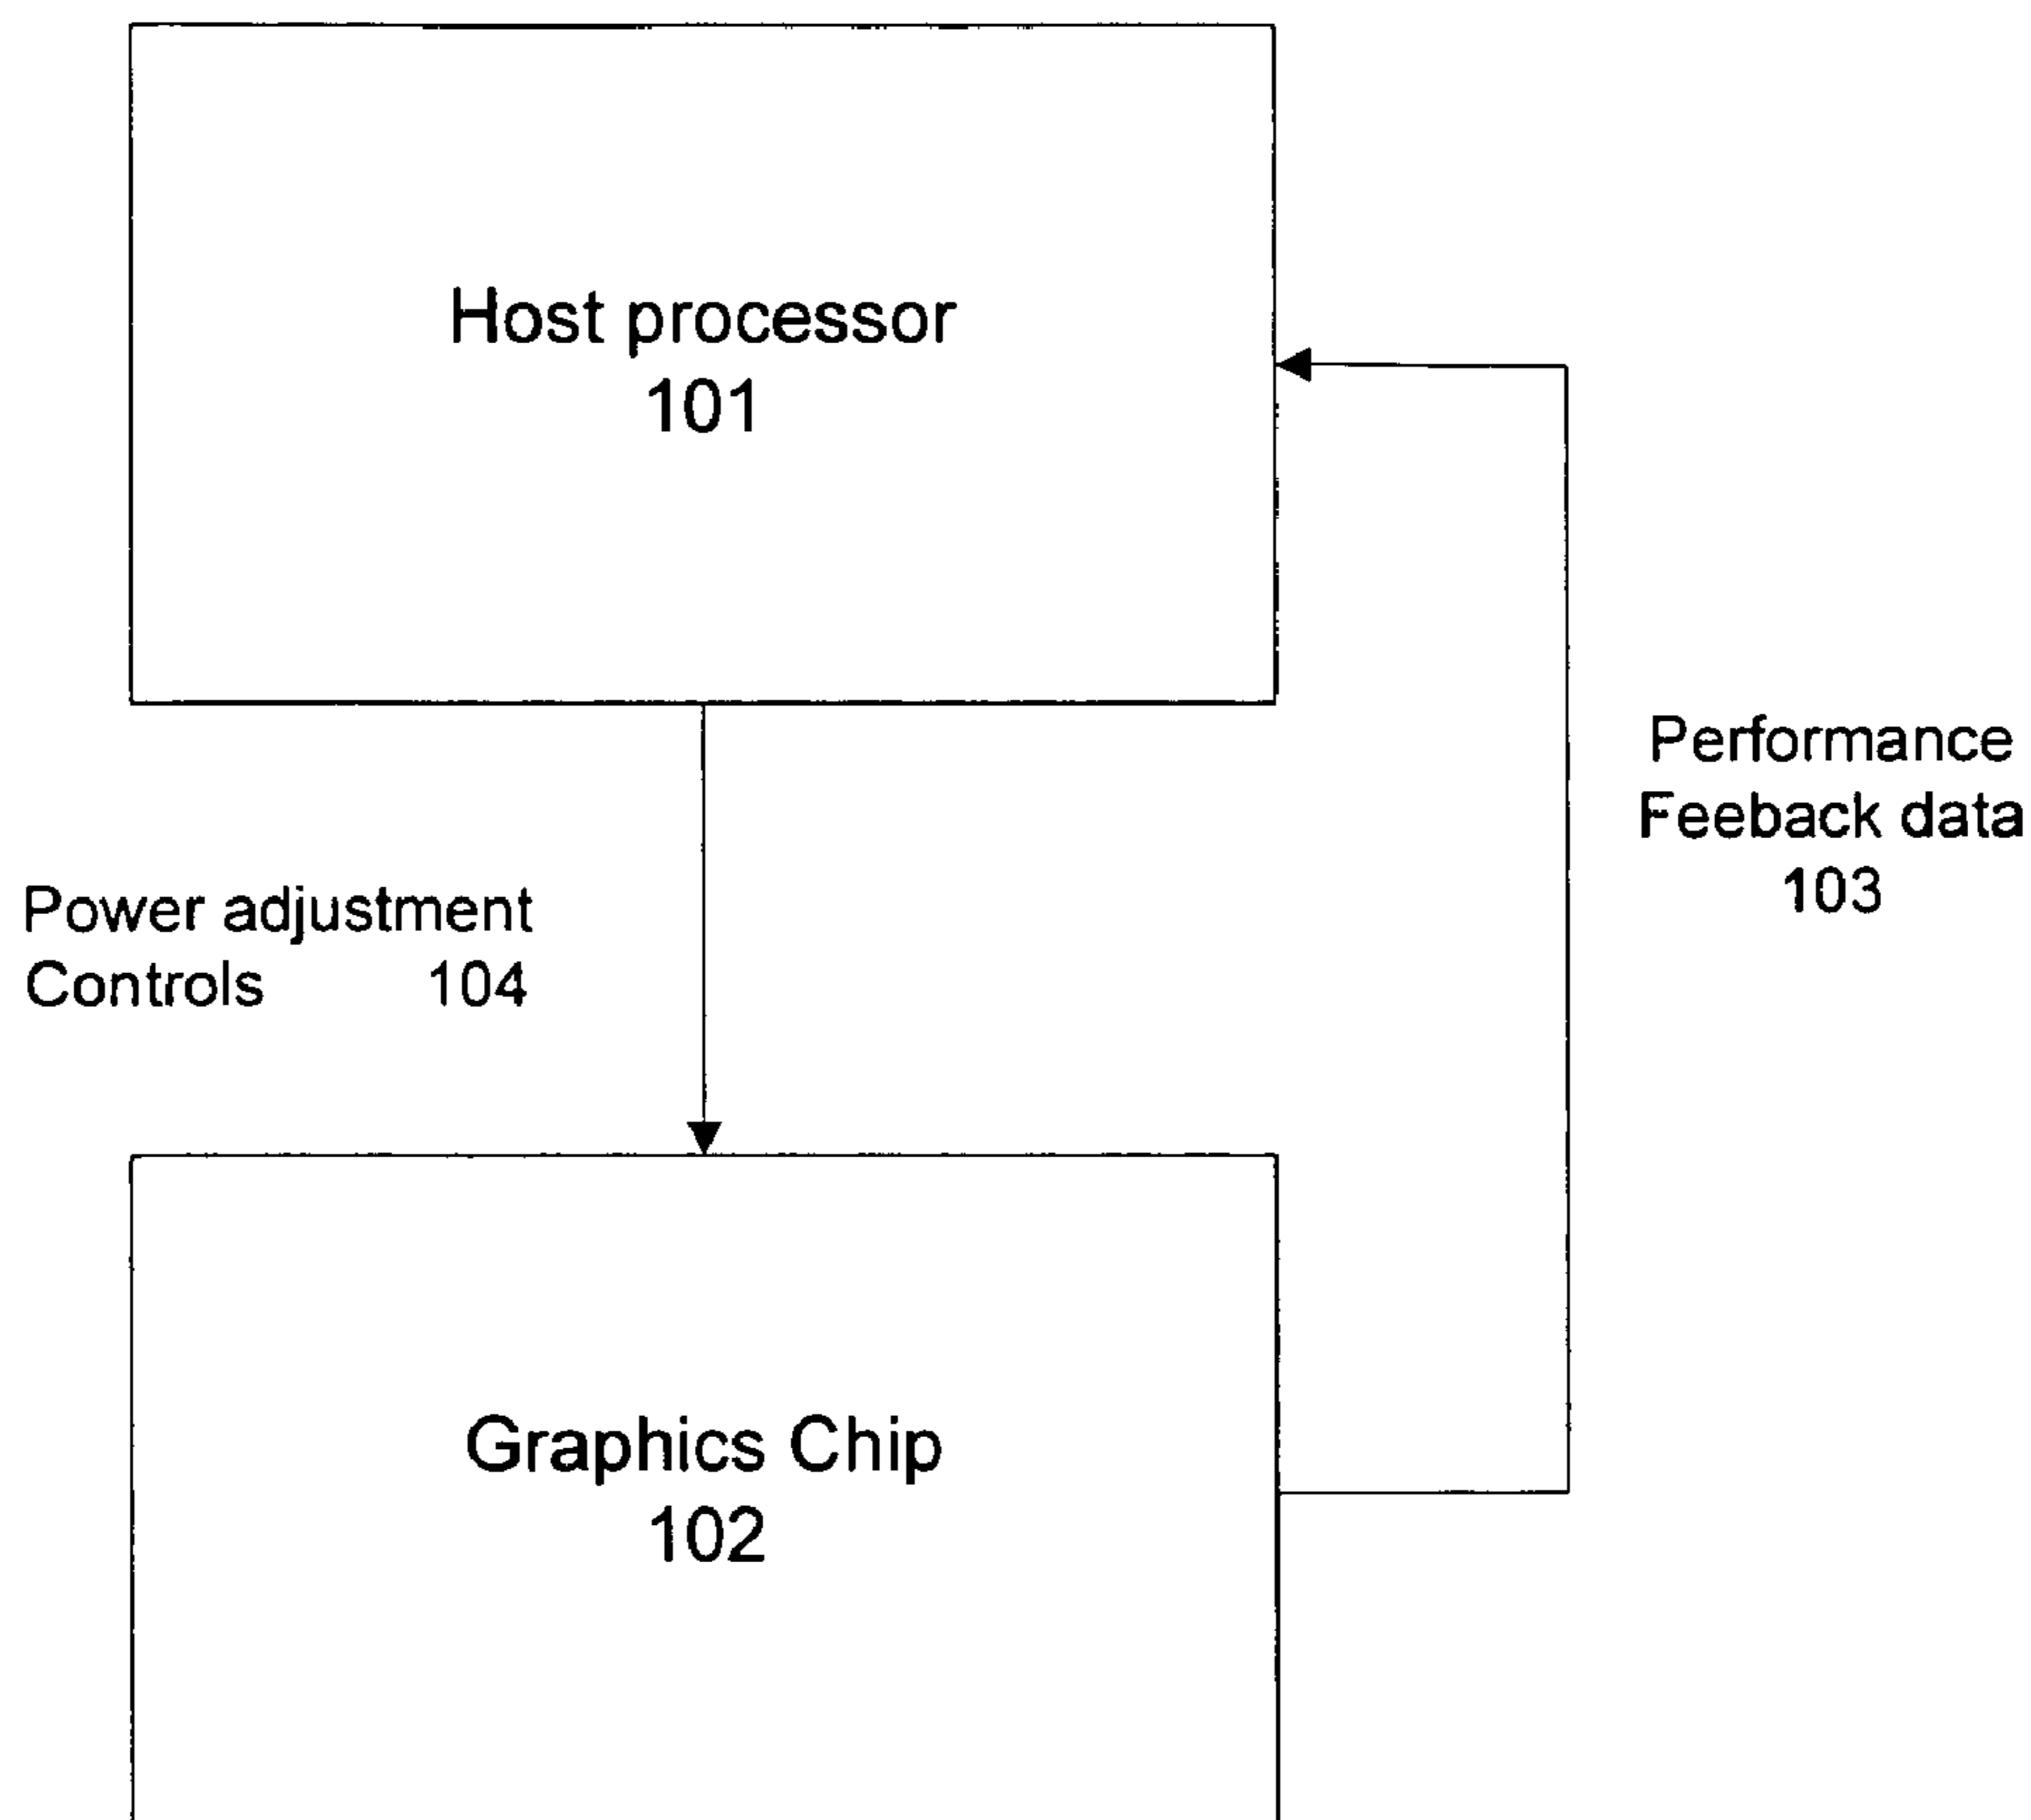 Host processor
101
Performance
Feeback data
103
Power adjustment
Controls 104
Graphics Chip
102